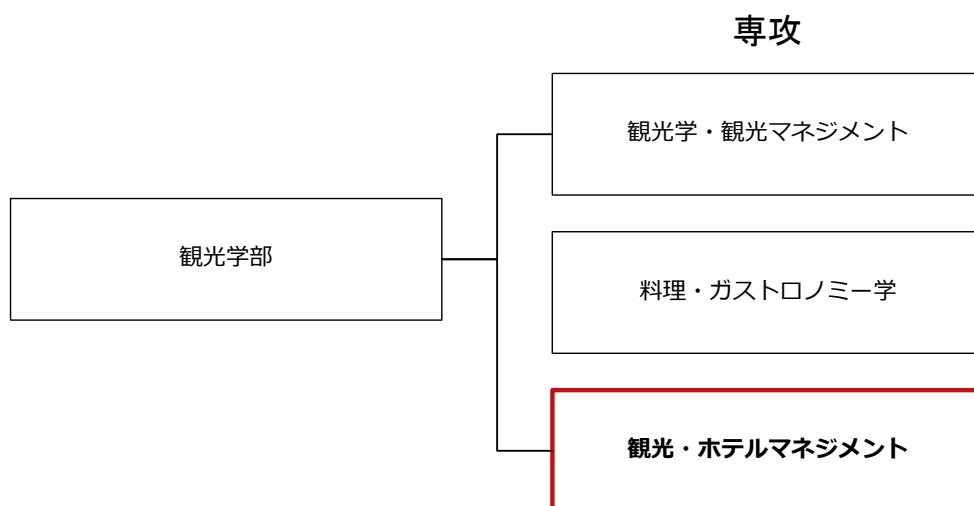 専攻
観光学・観光マネジメント
観光学部
料理・ガストロノミー学
観光・ホテルマネジメント